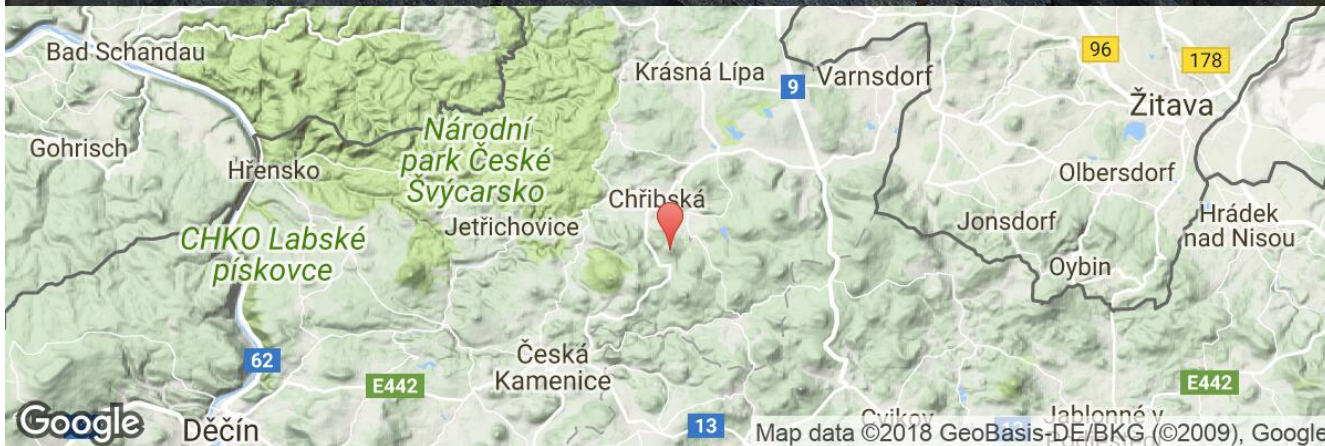 Bad Schandau
Krásná Lípa
9
Varnsdorf
96
178
Žitava
Gohrisch
Hřensko
Národní
park České
Švýcarsko
Chřibská
Olbersdorf
CHKO Labské
pískovce
Jetřichovice
Jonsdorf
Hrádek
nad Nisou
Oybin
62
Česká
Kamenice
E442
E442
Google
Děčín
13
Cvikov
Jablonné v
Map data ©2018 GeoBasis-DE/BKG (©2009), Google